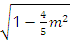 √(1 − 4/5 m²)